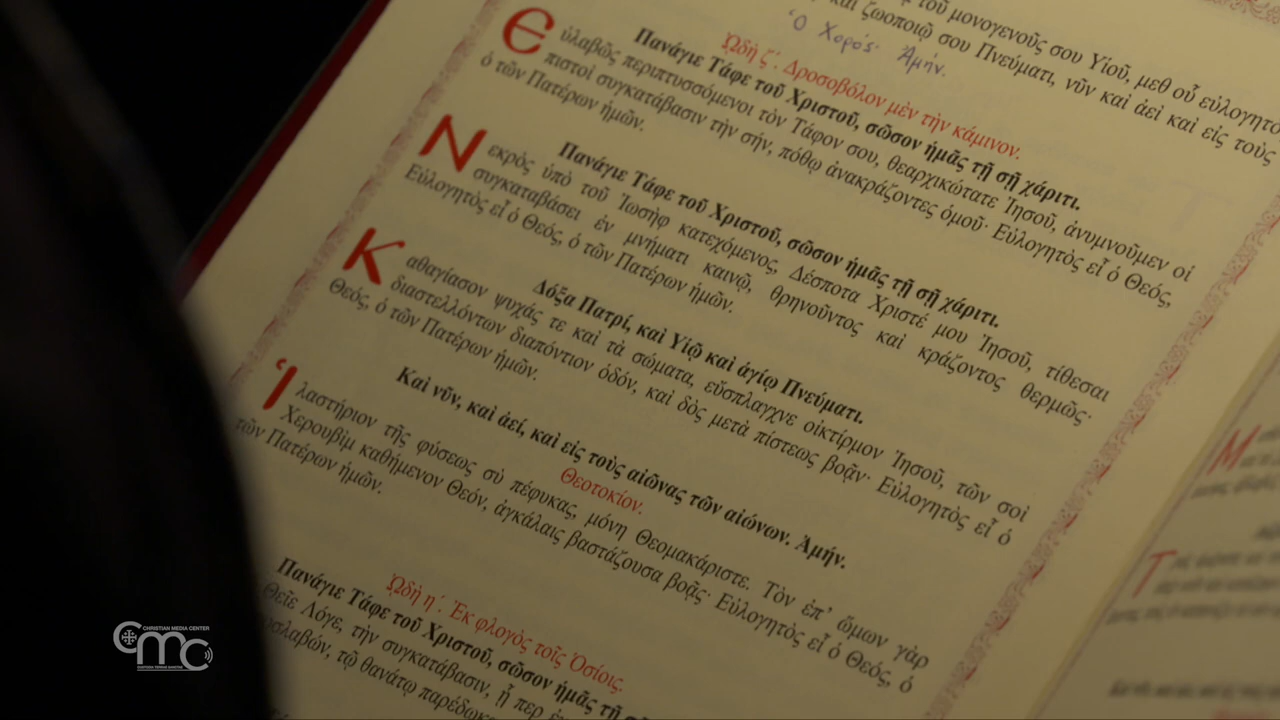 τοῦ μονογενοῦς σου Υἱοῦ, μεθ οὗ εὐλογητὸ
καὶ ζωοποιῷ σου Πνεύματι, νῦν καὶ ἀεὶ καὶ εἰς τοὺς
Ὁ Χορός· Ἀμήν.
ᾨδὴ ζ΄. Δροσοβόλον μὲν τὴν κάμινον.
Πανάγιε Τάφε τοῦ Χριστοῦ, σῶσον ἡμᾶς τῇ σῇ χάριτι.
Εὐλαβῶς περιπτυσσόμενοι τὸν Τάφον σου, θεαρχικώτατε Ἰησοῦ, ἀνυμνοῦμεν οἱ
πιστοὶ συγκατάβασιν τὴν σήν, πόθῳ ἀνακράζοντες ὁμοῦ· Εὐλογητὸς εἶ ὁ Θεός,
ὁ τῶν Πατέρων ἡμῶν.
Πανάγιε Τάφε τοῦ Χριστοῦ, σῶσον ἡμᾶς τῇ σῇ χάριτι.
Νεκρὸς ὑπὸ τοῦ Ἰωσὴφ κατεχόμενος, Δέσποτα Χριστέ μου Ἰησοῦ, τίθεσαι
συγκαταβάσει ἐν μνήματι καινῷ, θρηνοῦντος καὶ κράζοντος θερμῶς·
Εὐλογητὸς εἶ ὁ Θεός, ὁ τῶν Πατέρων ἡμῶν.
Δόξα Πατρί, καὶ Υἱῷ καὶ ἁγίῳ Πνεύματι.
Καθαγίασον ψυχάς τε καὶ τὰ σώματα, εὔσπλαγχνε οἰκτίρμον Ἰησοῦ, τῶν σοὶ
διαστελλόντων διαπόντιον ὁδόν, καὶ δὸς μετὰ πίστεως βοᾷν· Εὐλογητὸς εἶ ὁ
Θεός, ὁ τῶν Πατέρων ἡμῶν.
Καὶ νῦν, καὶ ἀεί, καὶ εἰς τοὺς αἰῶνας τῶν αἰώνων. Ἀμήν.
Θεοτοκίον.
Ἱλαστήριον τῆς φύσεως σὺ πέφυκας, μόνη Θεομακάριστε. Τὸν ἐπ' ὤμων γὰρ
Χερουβὶμ καθήμενον Θεόν, ἀγκάλαις βαστάζουσα βοᾷς· Εὐλογητὸς εἶ ὁ Θεός, ὁ
τῶν Πατέρων ἡμῶν.
ᾨδὴ η΄. Ἐκ φλογὸς τοῖς Ὁσίοις.
Πανάγιε Τάφε τοῦ Χριστοῦ, σῶσον ἡμᾶς τῇ
Θεῖε Λόγε, τὴν συγκατάβασιν, ᾗ περ
τῷ θανάτῳ
CHRISTIAN MEDIA CENTER
CMC